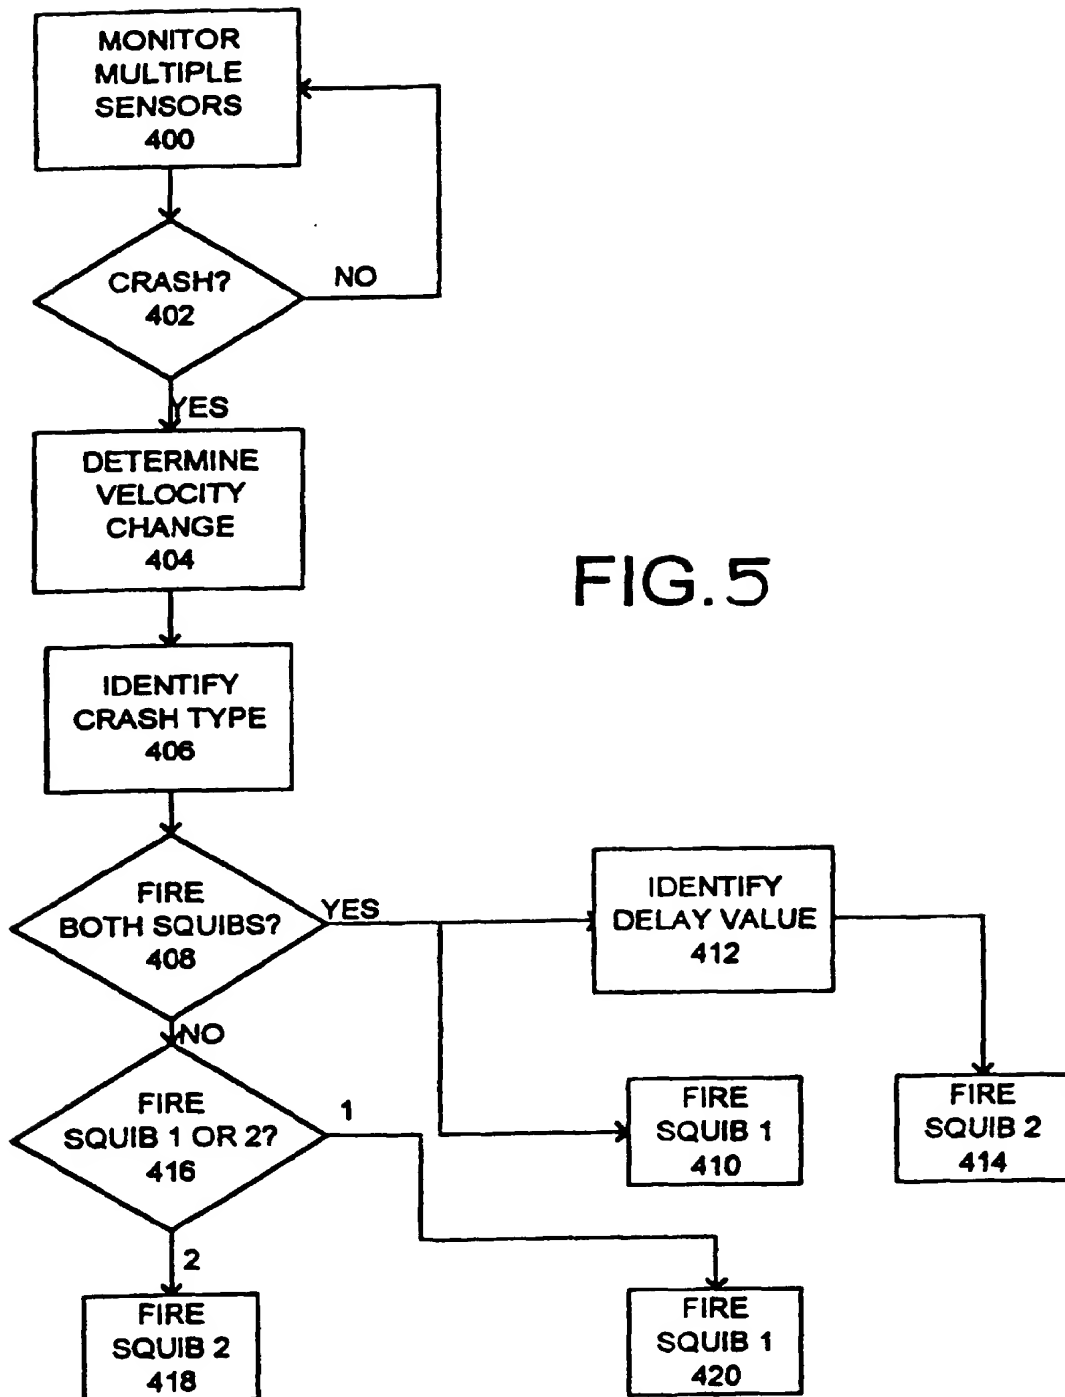 MONITOR
MULTIPLE
SENSORS
400
CRASH?
402
NO
YES
DETERMINE
VELOCITY
CHANGE
404
FIG.5
IDENTIFY
CRASH TYPE
406
FIRE
BOTH SQUIBS?
408
YES
IDENTIFY
DELAY VALUE
412
NO
FIRE
SQUIB 1 OR 2?
416
1
FIRE
SQUIB 1
410
FIRE
SQUIB 2
414
2
FIRE
SQUIB 2
418
FIRE
SQUIB 1
420